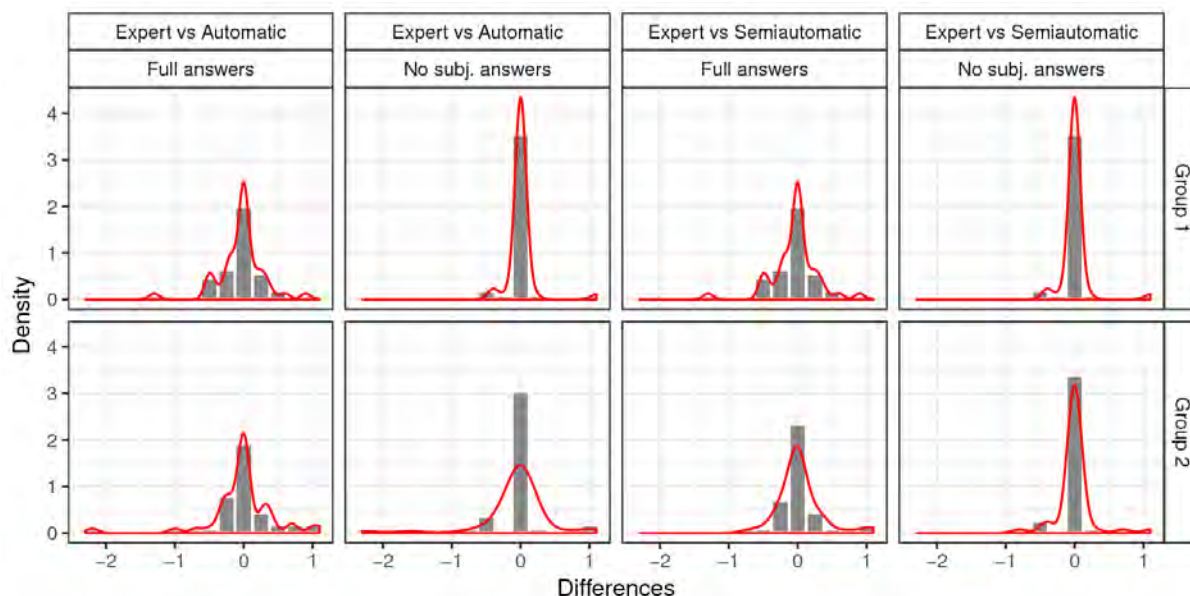 Expert vs Automatic
Expert vs Automatic
Expert vs Semiautomatic
Expert vs Semiautomatic
Full answers
No subj. answers
Full answers
No subj. answers
4
3
2
1
0
Group 1
Density
4
3
2
1
0
Group 2
−2 −1 0 1
−2 −1 0 1
−2 −1 0 1
−2 −1 0 1
Differences